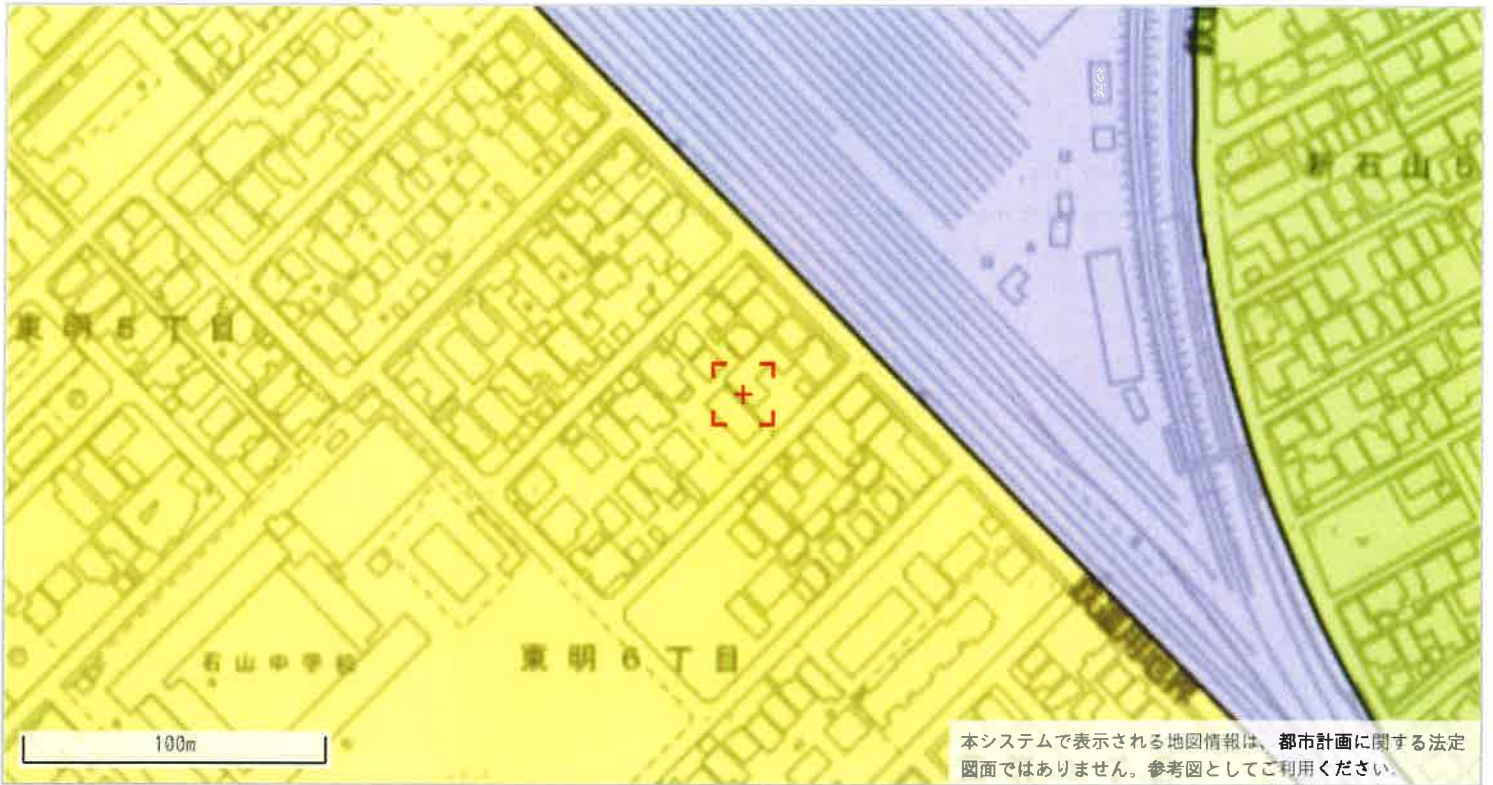 新石山5
東明5丁目
石山中学校
東明6丁目
100m
本システムで表示される地図情報は、都市計画に関する法定
図面ではありません。参考図としてご利用ください。